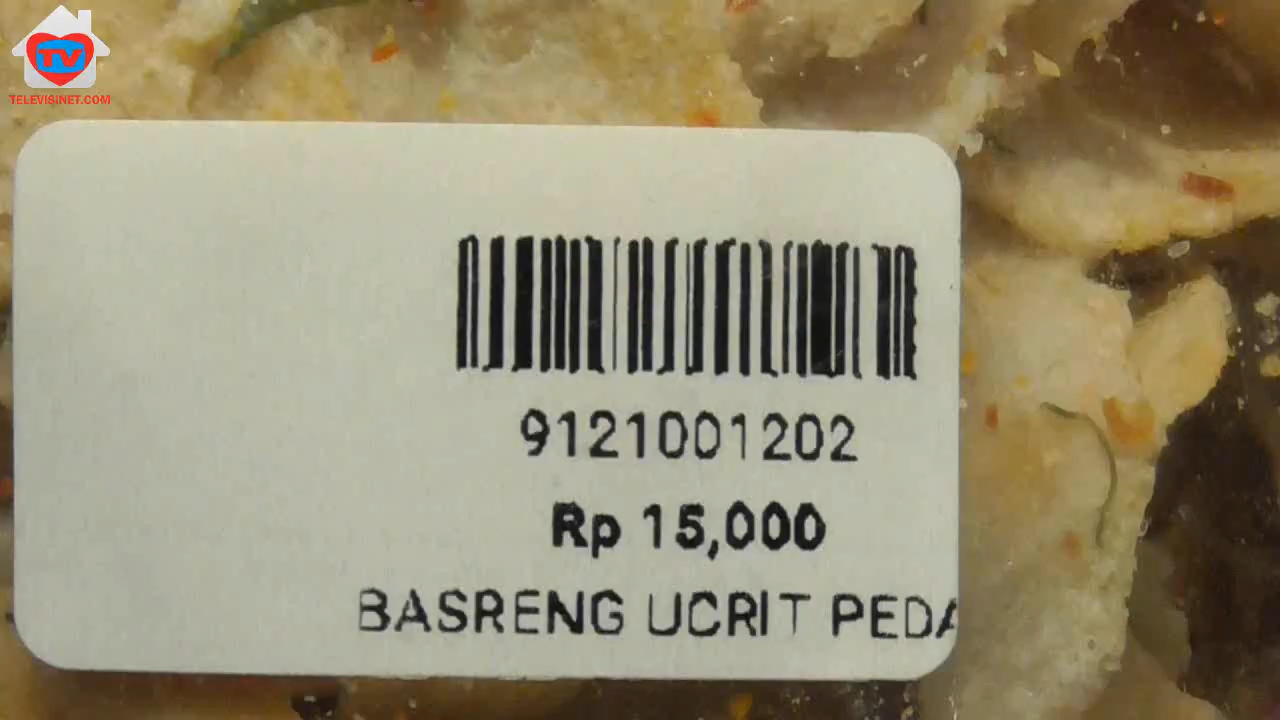 TV
TELEVISINET.COM
9121001202
Rp 15,000
BASRENG UCRIT PEDA